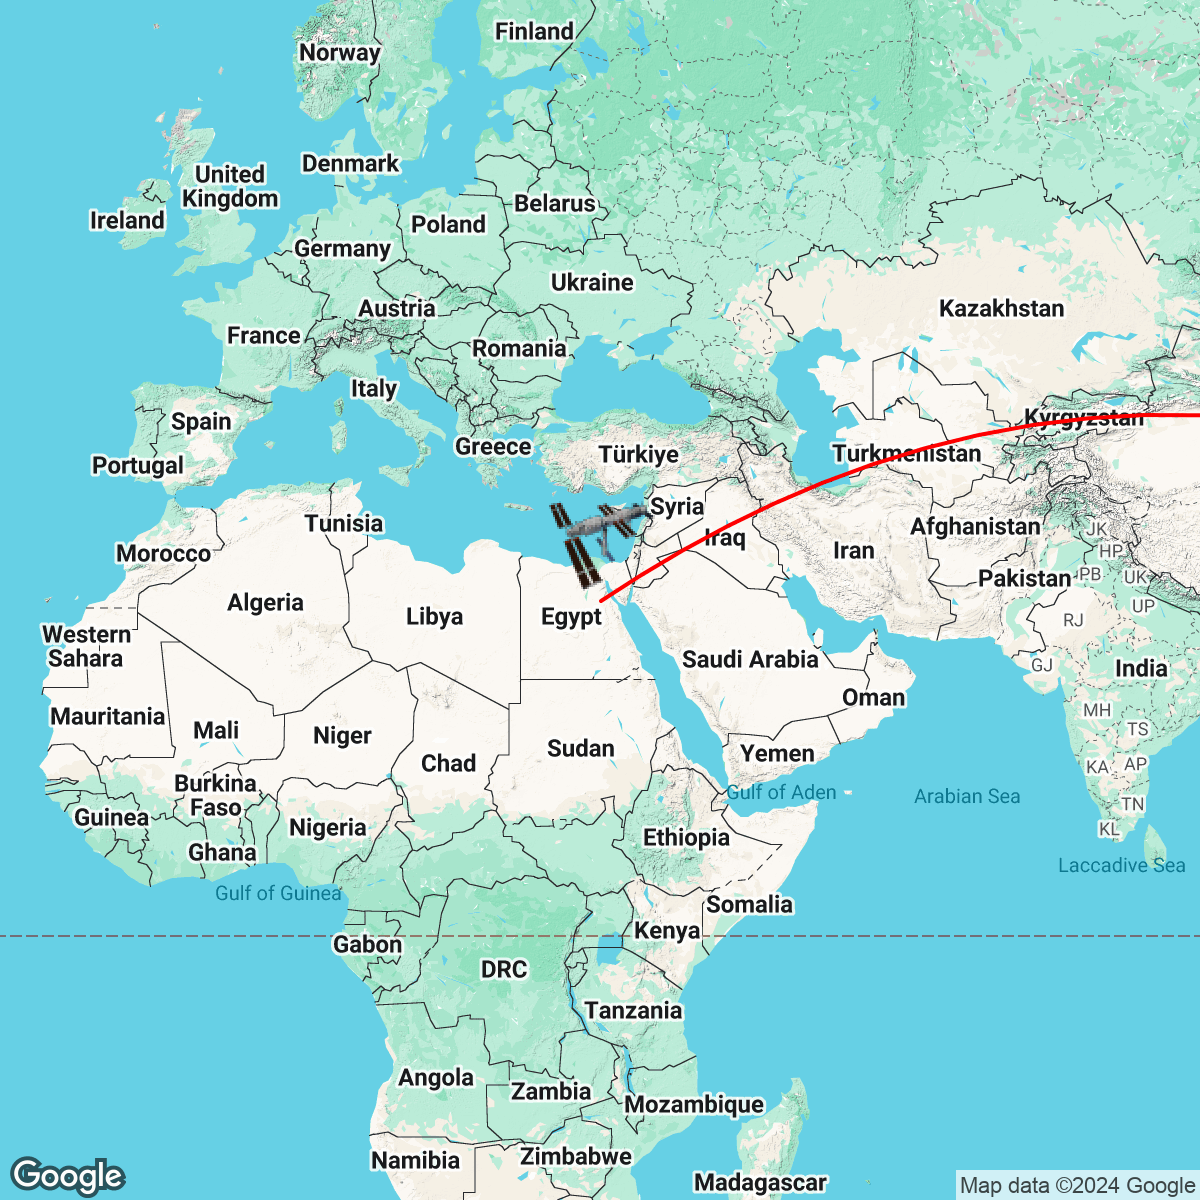 Finland
Norway
Denmark
United
Kingdom
Ireland
Belarus
Poland
Germany
Ukraine
Austria
Kazakhstan
France
Romania
Italy
Spain
Kyrgyzstan
Greece
Türkiye
Turkmenistan
Portugal
Syria
Tunisia
Afghanistan
JK
Iraq
Iran
HP
Morocco
Pakistan
PB
UK
Algeria
UP
Libya
Egypt
RJ
Western
Sahara
Saudi Arabia
GJ
India
Oman
MH
Mauritania
Mali
TS
Niger
Sudan
Yemen
Chad
KA
AP
Burkina
Faso
Gulf of Aden
Arabian Sea
TN
Guinea
Nigeria
KL
Ethiopia
Ghana
Laccadive Sea
Gulf of Guinea
Somalia
Kenya
Gabon
DRC
Tanzania
Angola
Zambia
Mozambique
Namibia
Zimbabwe
Madagascar
Google
Map data ©2024 Google